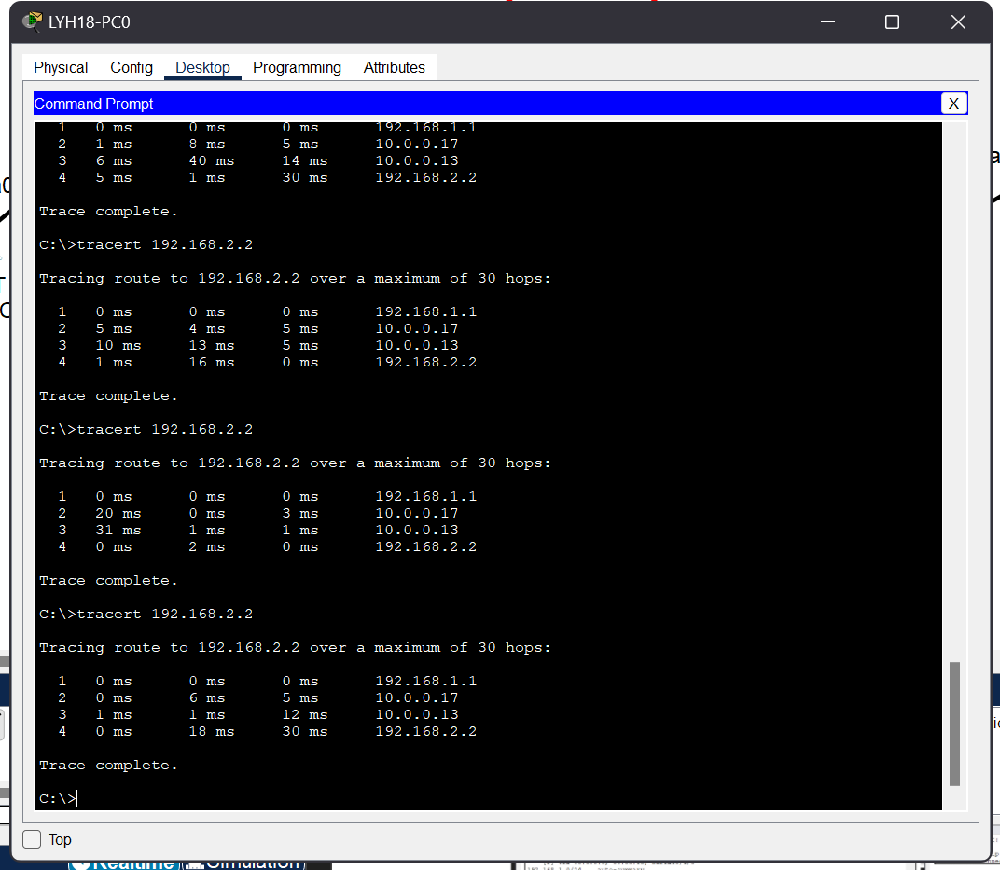 LYH18-PC0
Physical Config Desktop Programming Attributes
Command Prompt X
1 0 ms 0 ms 0 ms 192.168.1.1
2 1 ms 8 ms 5 ms 10.0.0.17
3 6 ms 40 ms 14 ms 10.0.0.13
4 5 ms 1 ms 30 ms 192.168.2.2
Trace complete.
C:\>tracert 192.168.2.2
Tracing route to 192.168.2.2 over a maximum of 30 hops:
1 0 ms 0 ms 0 ms 192.168.1.1
2 5 ms 4 ms 5 ms 10.0.0.17
3 10 ms 13 ms 5 ms 10.0.0.13
4 1 ms 16 ms 0 ms 192.168.2.2
Trace complete.
C:\>tracert 192.168.2.2
Tracing route to 192.168.2.2 over a maximum of 30 hops:
1 0 ms 0 ms 0 ms 192.168.1.1
2 20 ms 0 ms 3 ms 10.0.0.17
3 31 ms 1 ms 1 ms 10.0.0.13
4 0 ms 2 ms 0 ms 192.168.2.2
Trace complete.
C:\>tracert 192.168.2.2
Tracing route to 192.168.2.2 over a maximum of 30 hops:
1 0 ms 0 ms 0 ms 192.168.1.1
2 0 ms 6 ms 5 ms 10.0.0.17
3 1 ms 1 ms 12 ms 10.0.0.13
4 0 ms 18 ms 30 ms 192.168.2.2
Trace complete.
C:\>
Top
Realtime Simulation